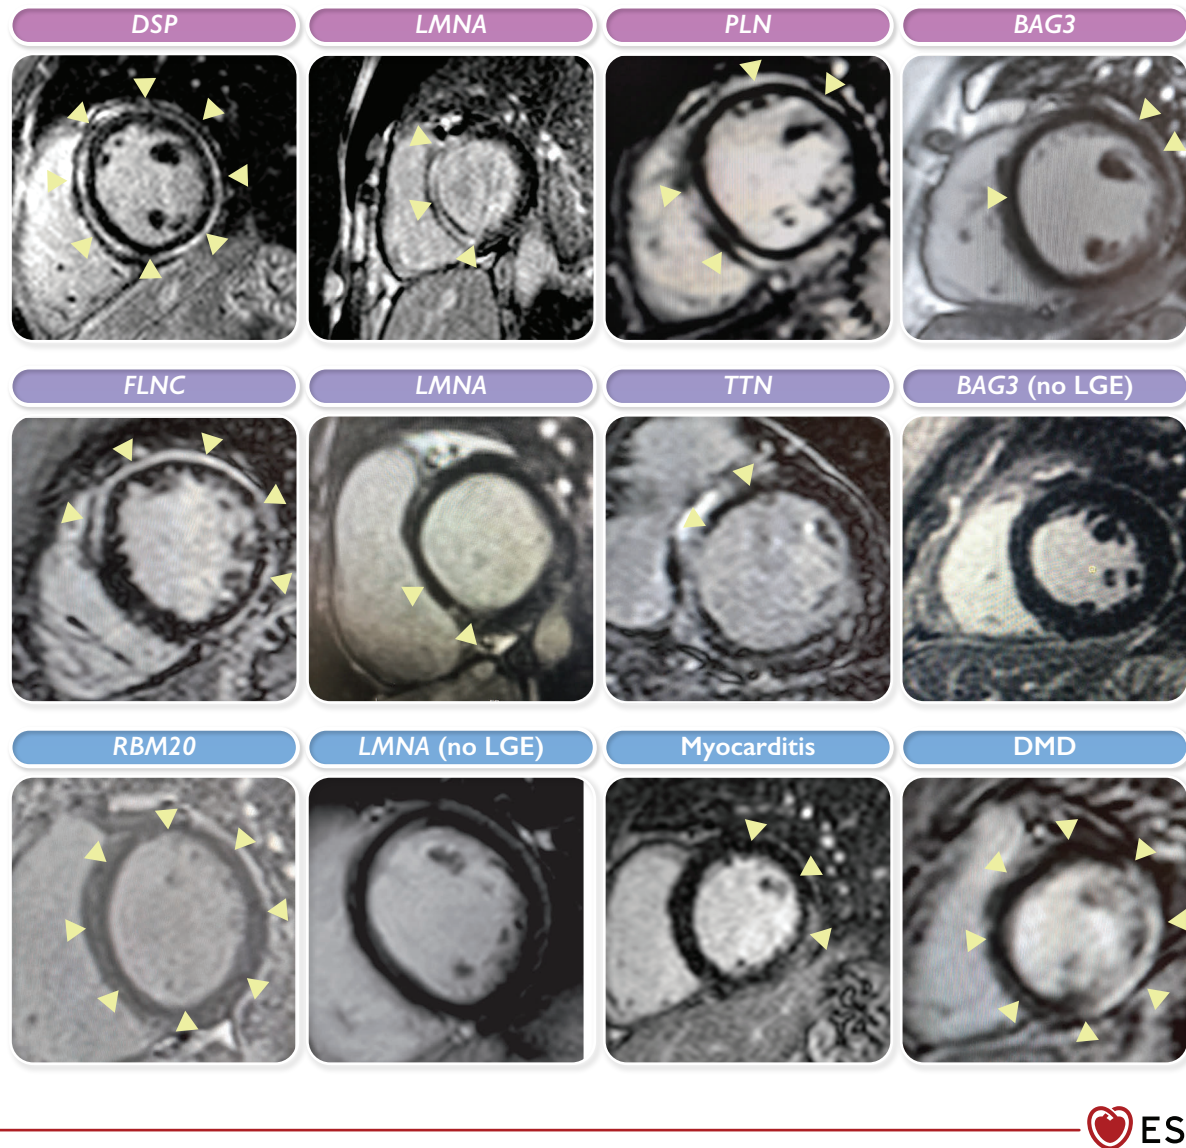 DSP
LMNA
PLN
BAG3
FLNC
LMNA
TTN
BAG3 (no LGE)
RBM20
LMNA (no LGE)
Myocarditis
DMD
ES